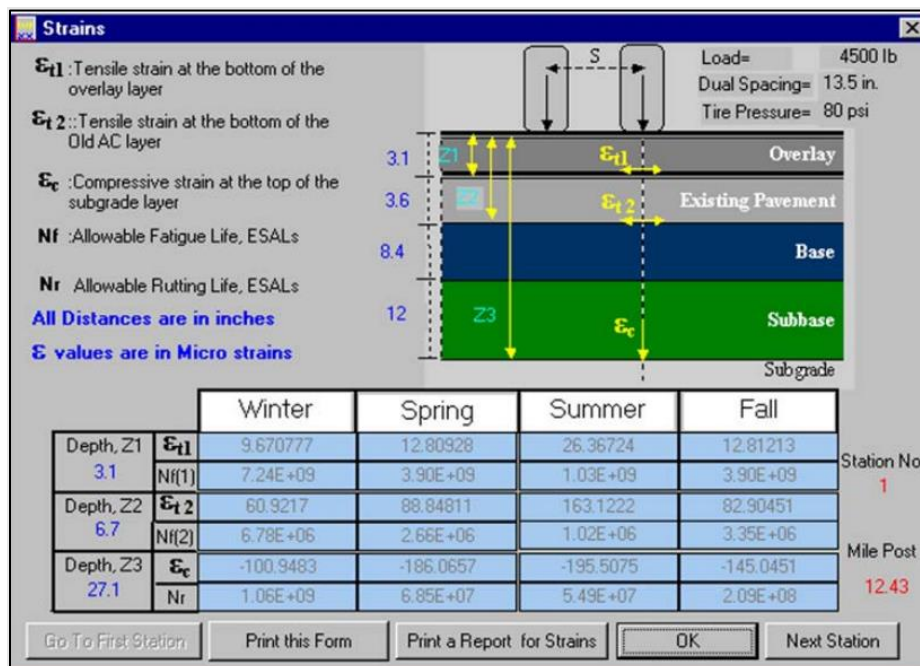 Strains
εt1 :Tensile strain at the bottom of the
overlay layer
εt 2 ::Tensile strain at the bottom of the
Old AC layer
εc :Compressive strain at the top of the
subgrade layer
Nf :Allowable Fatigue Life, ESALs
Nr Allowable Rutting Life, ESALs
All Distances are in inches
ε values are in Micro strains
S
Load= 4500 lb
Dual Spacing= 13.5 in.
Tire Pressure= 80 psi
3.1 Z1 εt1 Overlay
3.6 Z2 εt 2 Existing Pavement
8.4 Base
12 Z3 εc Subbase
Subgrade
Winter Spring Summer Fall
Depth, Z1 εt1 9.670777 12.80928 26.36724 12.81213
3.1 Nf(1) 7.24E+09 3.90E+09 1.03E+09 3.90E+09
Depth, Z2 εt 2 60.9217 88.84811 163.1222 82.90451
6.7 Nf(2) 6.78E+06 2.66E+06 1.02E+06 3.35E+06
Depth, Z3 εc -100.9483 -186.0657 -195.5075 -145.0451
27.1 Nr 1.06E+09 6.85E+07 5.49E+07 2.09E+08
Station No
1
Mile Post
12.43
Go To First Station Print this Form Print a Report for Strains OK Next Station